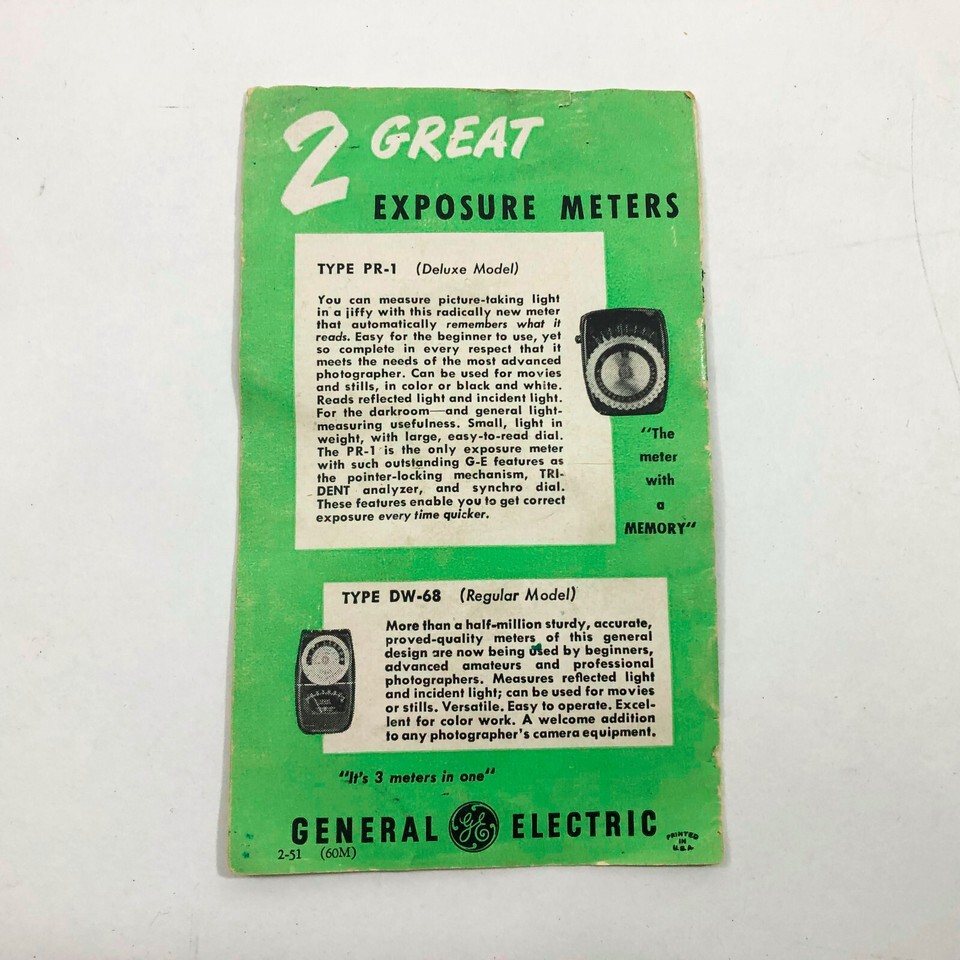 2 GREAT
EXPOSURE METERS
TYPE PR-1 (Deluxe Model)
You can measure picture-taking light
in a jiffy with this radically new meter
that automatically remembers what it
reads. Easy for the beginner to use, yet
so complete in every respect that it
meets the needs of the most advanced
photographer. Can be used for movies
and stills, in color or black and white.
Reads reflected light and incident light.
For the darkroom—and general light-
measuring usefulness. Small, light in
weight, with large, easy-to-read dial.
The PR-1 is the only exposure meter
with such outstanding G-E features as
the pointer-locking mechanism, TRI-
DENT analyzer, and synchro dial.
These features enable you to get correct
exposure every time quicker.
"The
meter
with
a
MEMORY"
TYPE DW-68 (Regular Model)
More than a half-million sturdy, accurate,
proved-quality meters of this general
design are now being used by beginners,
advanced amateurs and professional
photographers. Measures reflected light
and incident light; can be used for movies
or stills. Versatile. Easy to operate. Excel-
lent for color work. A welcome addition
to any photographer's camera equipment.
"It's 3 meters in one"
GENERAL GE ELECTRIC
2-51 (60M)
PRINTED
IN
U.S.A